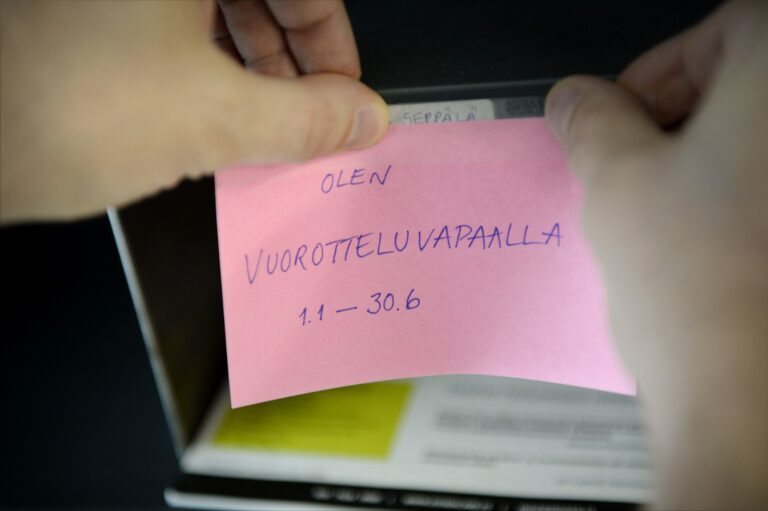 SEPPÄLÄ
OLEN
VUOROTTELUVAPAALLA
1.1 — 30.6